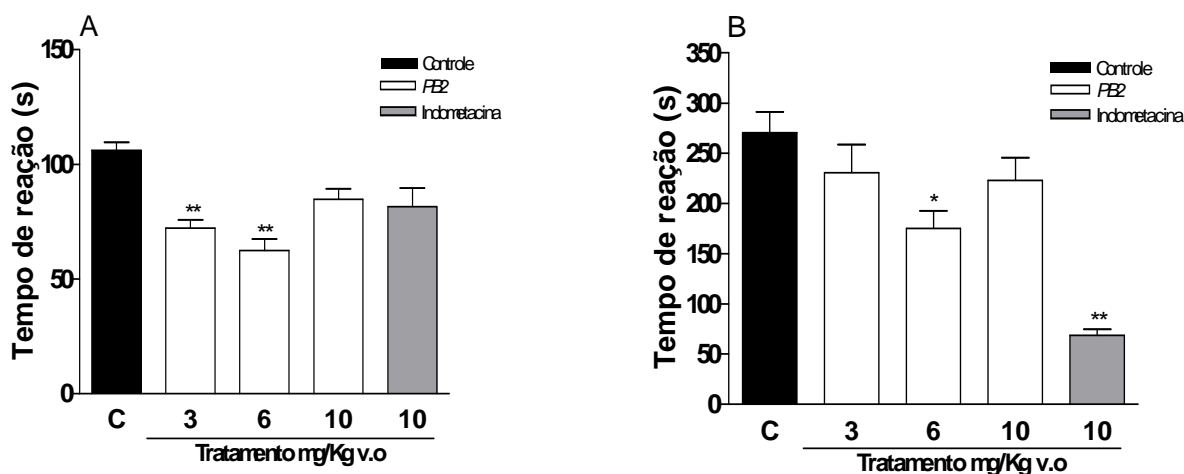 A
Tempo de reação (s)
150
100
50
0
Controle
PB2
Indometacina
**
**
C 3 6 10 10
Tratamento mg/Kg v.o
B
Tempo de reação (s)
350
300
250
200
150
100
50
0
Controle
PB2
Indometacina
*
**
C 3 6 10 10
Tratamento mg/Kg v.o